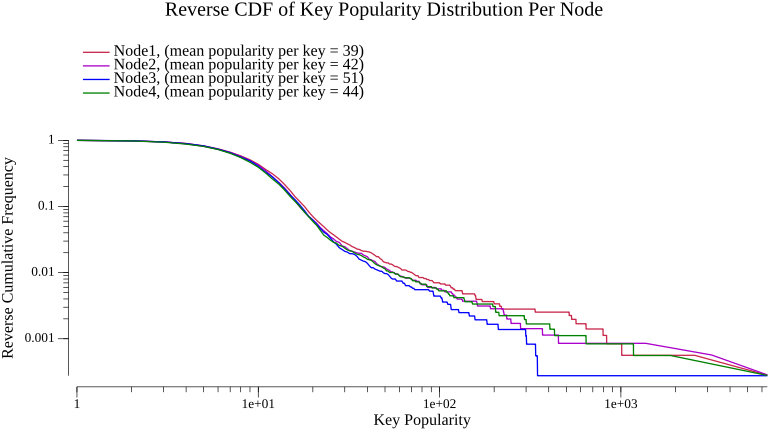 Reverse CDF of Key Popularity Distribution Per Node
Node1, (mean popularity per key = 39)
Node2, (mean popularity per key = 42)
Node3, (mean popularity per key = 51)
Node4, (mean popularity per key = 44)
Reverse Cumulative Frequency
1
0.1
0.01
0.001
1 1e+01 1e+02 1e+03
Key Popularity